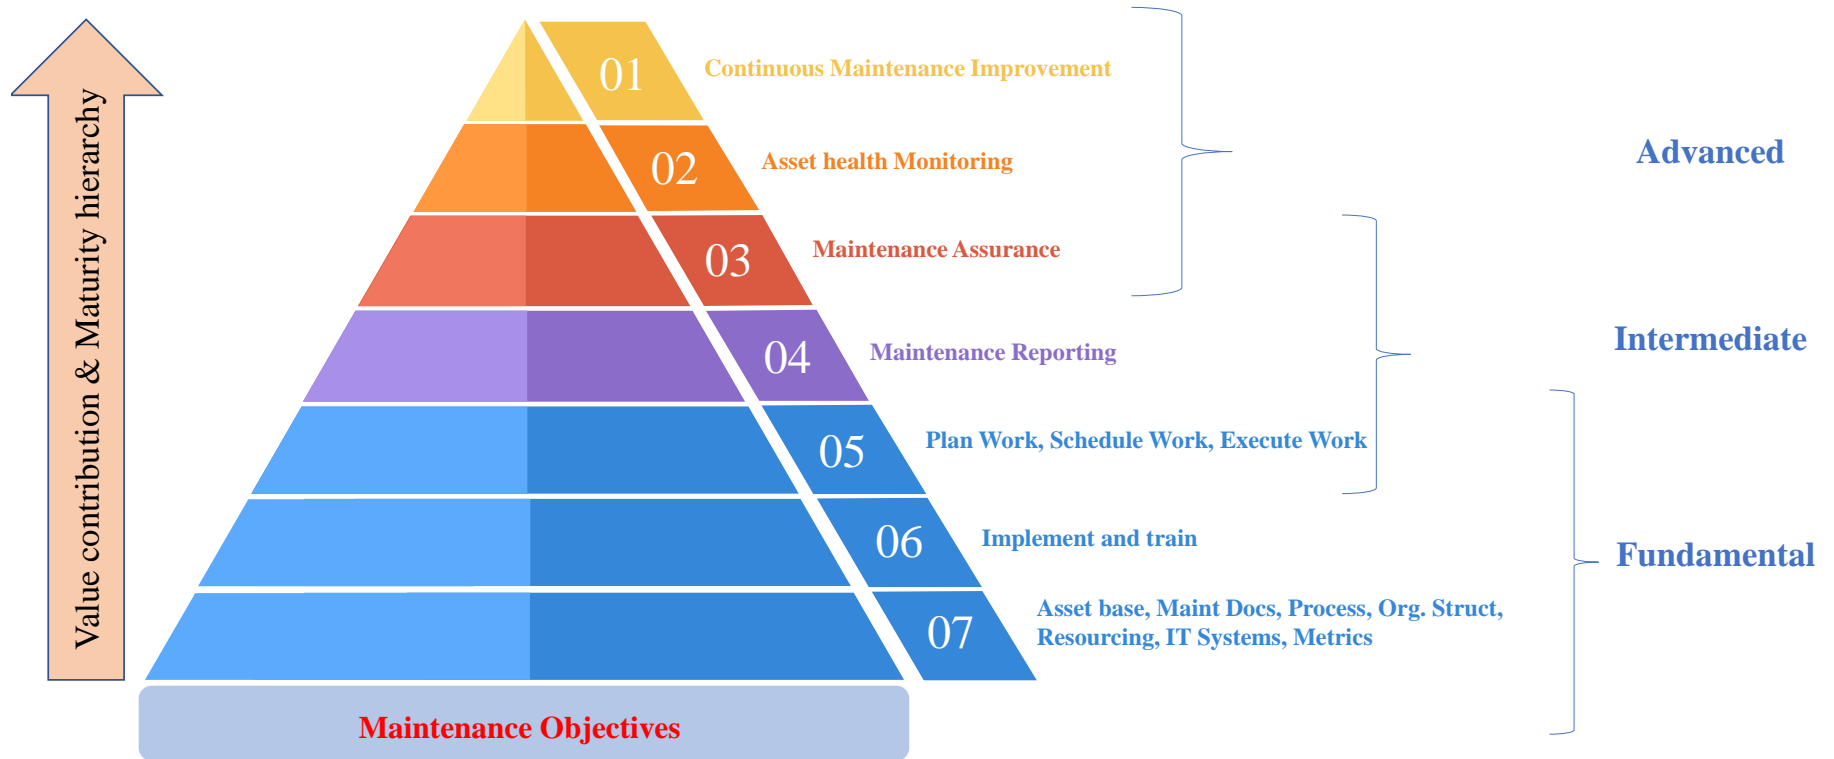 Value contribution & Maturity hierarchy
01
Continuous Maintenance Improvement
02
Asset health Monitoring
03
Maintenance Assurance
04
Maintenance Reporting
05
Plan Work, Schedule Work, Execute Work
06
Implement and train
07
Asset base, Maint Docs, Process, Org. Struct,
Resourcing, IT Systems, Metrics
Maintenance Objectives
Advanced
Intermediate
Fundamental